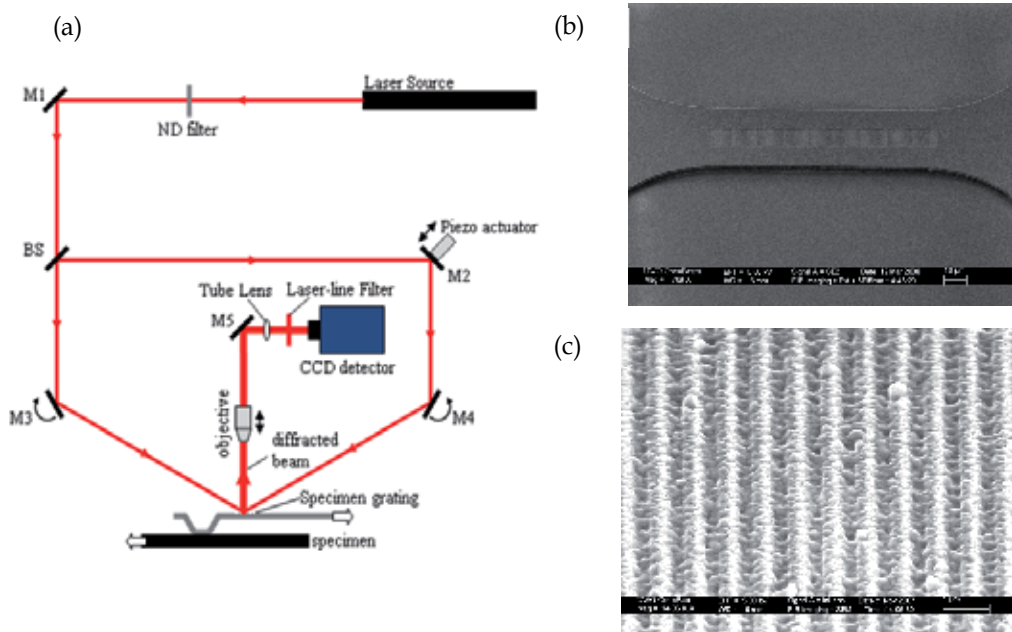 (a)
Laser Source
M1
ND filter
BS
Piezo actuator
M2
Tube Lens
Laser-line Filter
M5
CCD detector
M3
M4
objective
diffracted
beam
Specimen grating
specimen
(b)
(c)